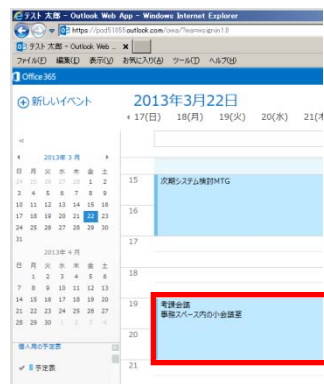 テスト 太郎 - Outlook Web App - Windows Internet Explorer
https://pod51055outlook.com/owa/?wa=wsignin1.0
テスト 太郎 - Outlook Web ...
ファイル(F) 編集(E) 表示(V) お気に入り(A) ツール(T) ヘルプ(H)
Office 365
新しいイベント
2013年3月22日
17(日) 18(月) 19(火) 20(水) 21(木
2013年 3月
日 月 火 水 木 金 土
24 25 26 27 28 1 2
3 4 5 6 7 8 9
10 11 12 13 14 15 16
17 18 19 20 21 22 23
24 25 26 27 28 29 30
31
2013年 4月
日 月 火 水 木 金 土
1 2 3 4 5 6
7 8 9 10 11 12 13
14 15 16 17 18 19 20
21 22 23 24 25 26 27
28 29 30 1 2 3 4
個人用の予定表
予定表
15 次期システム検討MTG
16
17
18
19 考課会議
事務スペース内の小会議室
20
21